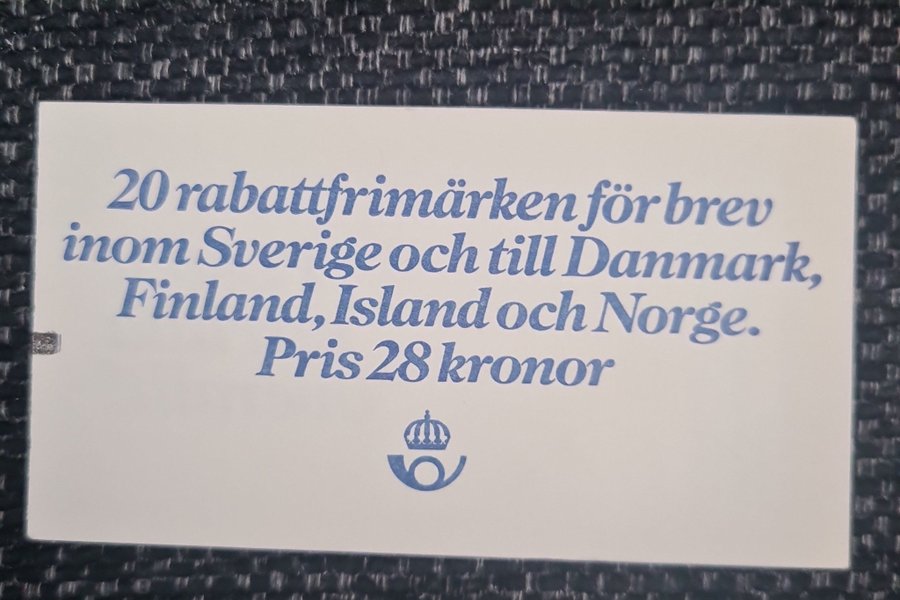 20 rabattfrimärken för brev
inom Sverige och till Danmark,
Finland, Island och Norge.
Pris 28 kronor